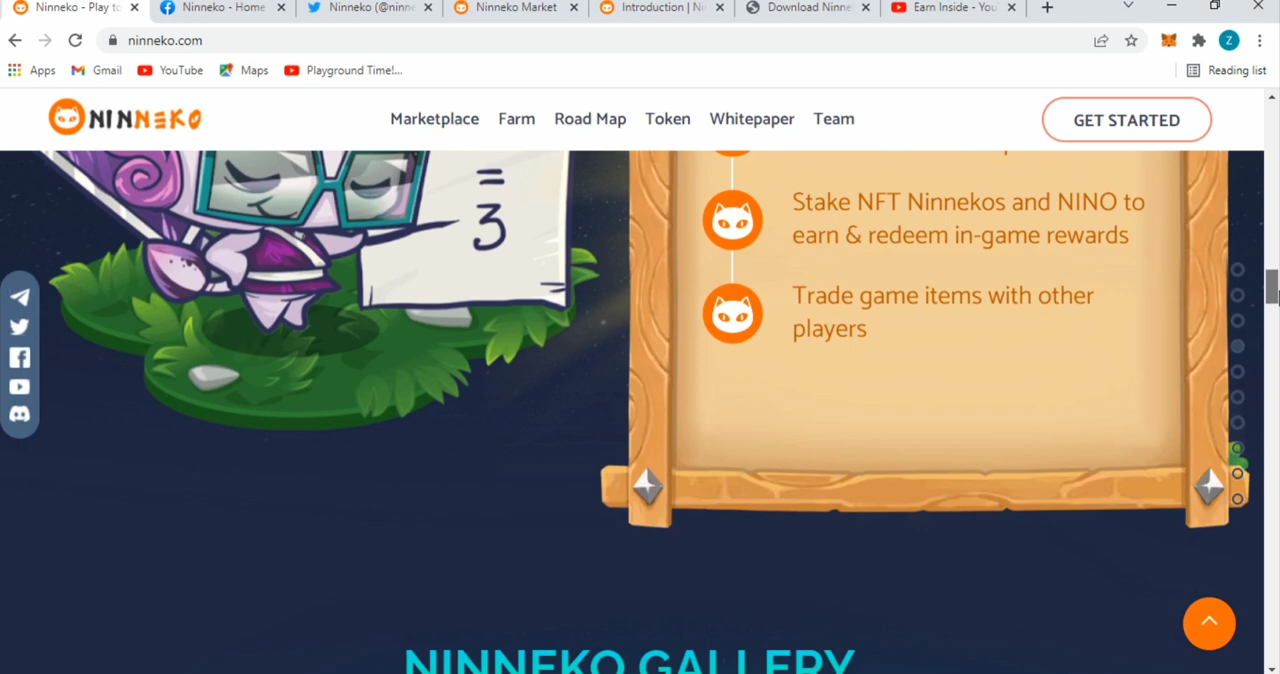 Ninneko - Play to
Ninneko - Home
Ninneko (@ninne
Ninneko Market
Introduction | Ni
Download Ninne
Earn Inside - You
ninneko.com
Z
Apps
Gmail
YouTube
Maps
Playground Time!...
Reading list
NINNEKO
Marketplace
Farm
Road Map
Token
Whitepaper
Team
GET STARTED
=
3
Stake NFT Ninnekos and NINO to
earn & redeem in-game rewards
Trade game items with other
players
NINNEKO GALLERY